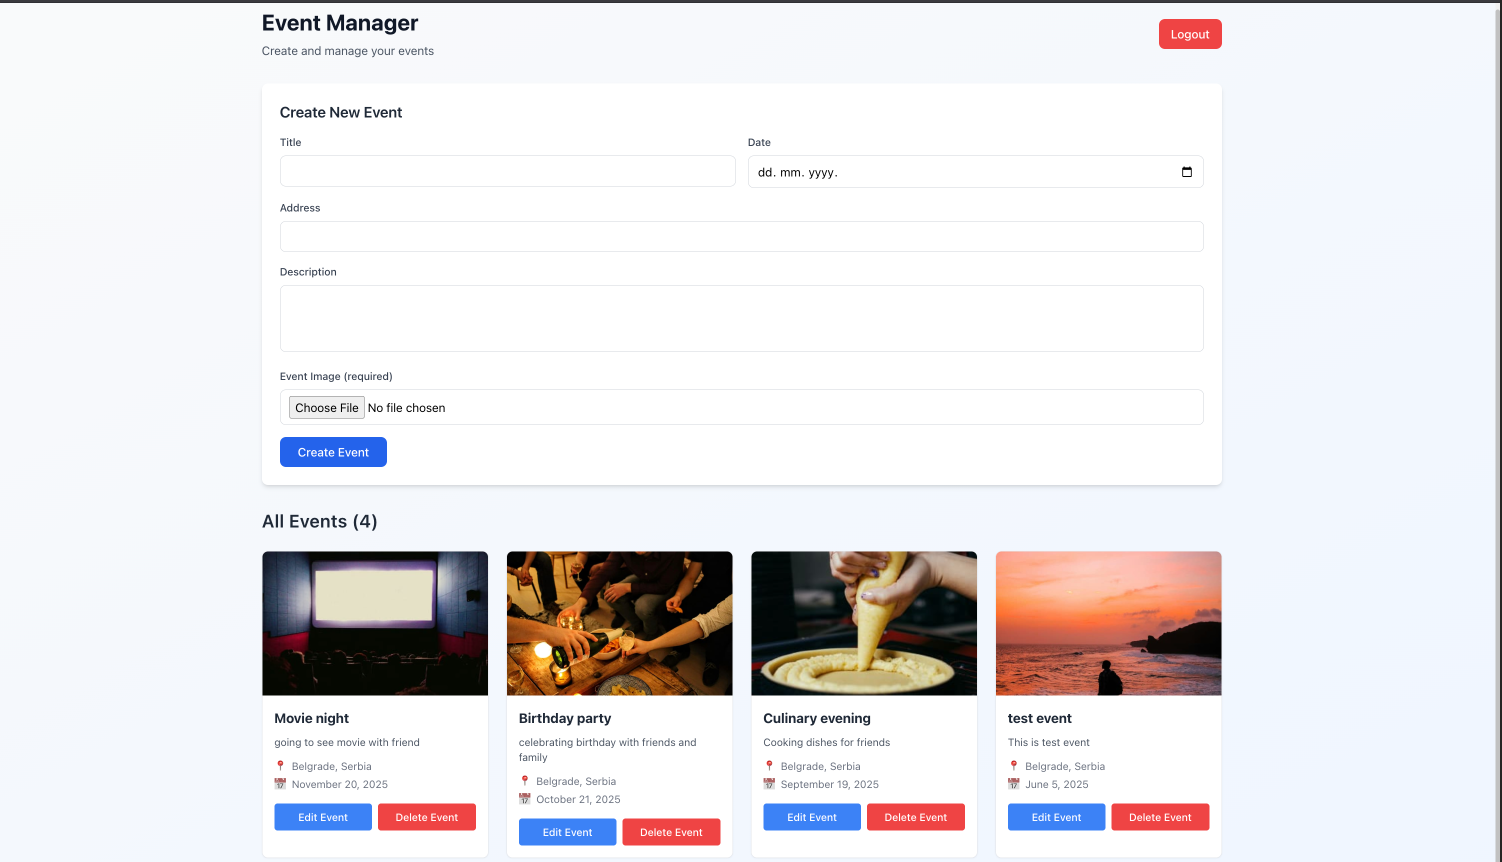 Event Manager
Create and manage your events
Logout
Create New Event
Title
Date
dd. mm. yyyy.
Address
Description
Event Image (required)
Choose File No file chosen
Create Event
All Events (4)
Movie night
going to see movie with friend
Belgrade, Serbia
November 20, 2025
Edit Event
Delete Event
Birthday party
celebrating birthday with friends and
family
Belgrade, Serbia
October 21, 2025
Edit Event
Delete Event
Culinary evening
Cooking dishes for friends
Belgrade, Serbia
September 19, 2025
Edit Event
Delete Event
test event
This is test event
Belgrade, Serbia
June 5, 2025
Edit Event
Delete Event